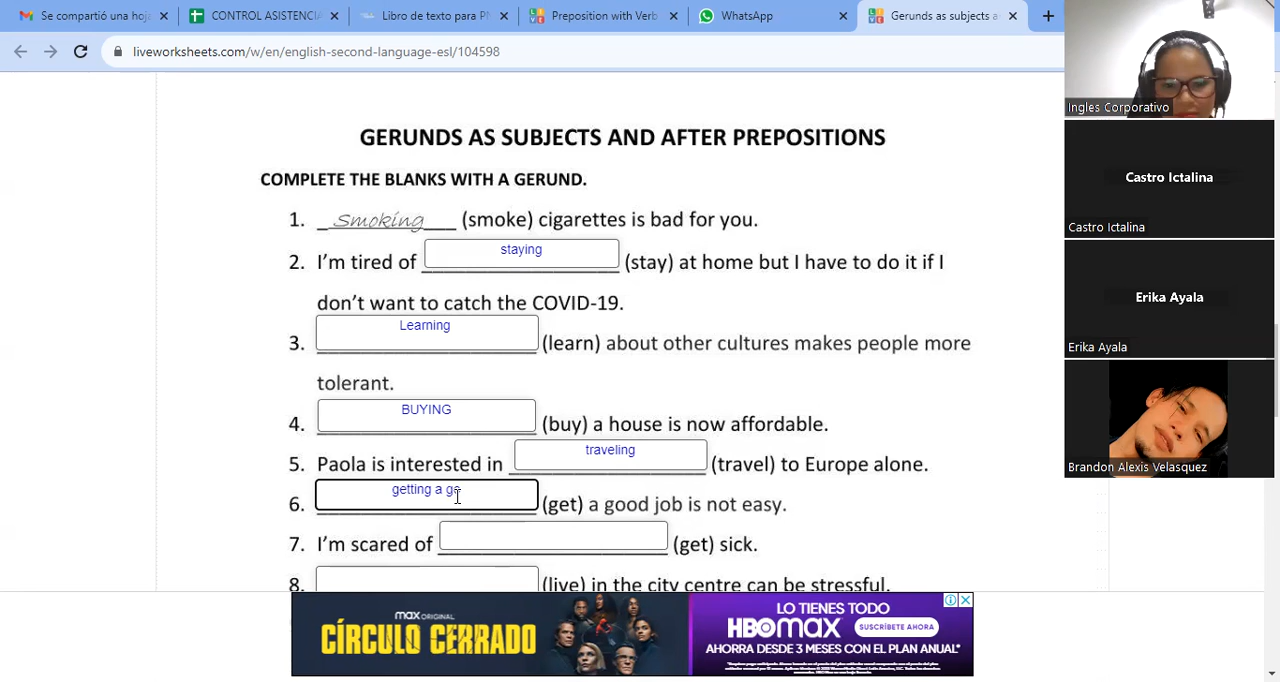 Se compartió una hoja
CONTROL ASISTENCIA
Libro de texto para PN
Preposition with Verb
WhatsApp
Gerunds as subjects a
liveworksheets.com/w/en/english-second-language-esl/104598
GERUNDS AS SUBJECTS AND AFTER PREPOSITIONS
COMPLETE THE BLANKS WITH A GERUND.
1. _Smoking___ (smoke) cigarettes is bad for you.
2. I'm tired of staying (stay) at home but I have to do it if I
don't want to catch the COVID-19.
3. Learning (learn) about other cultures makes people more
tolerant.
4. BUYING (buy) a house is now affordable.
5. Paola is interested in traveling (travel) to Europe alone.
6. getting a go (get) a good job is not easy.
7. I'm scared of (get) sick.
8. (live) in the city centre can be stressful.
Ingles Corporativo
Castro Ictalina
Castro Ictalina
Erika Ayala
Erika Ayala
Brandon Alexis Velasquez
max ORIGINAL
CÍRCULO CERRADO
LO TIENES TODO
HBOmax
SUSCRÍBETE AHORA
AHORRA DESDE 3 MESES CON EL PLAN ANUAL*